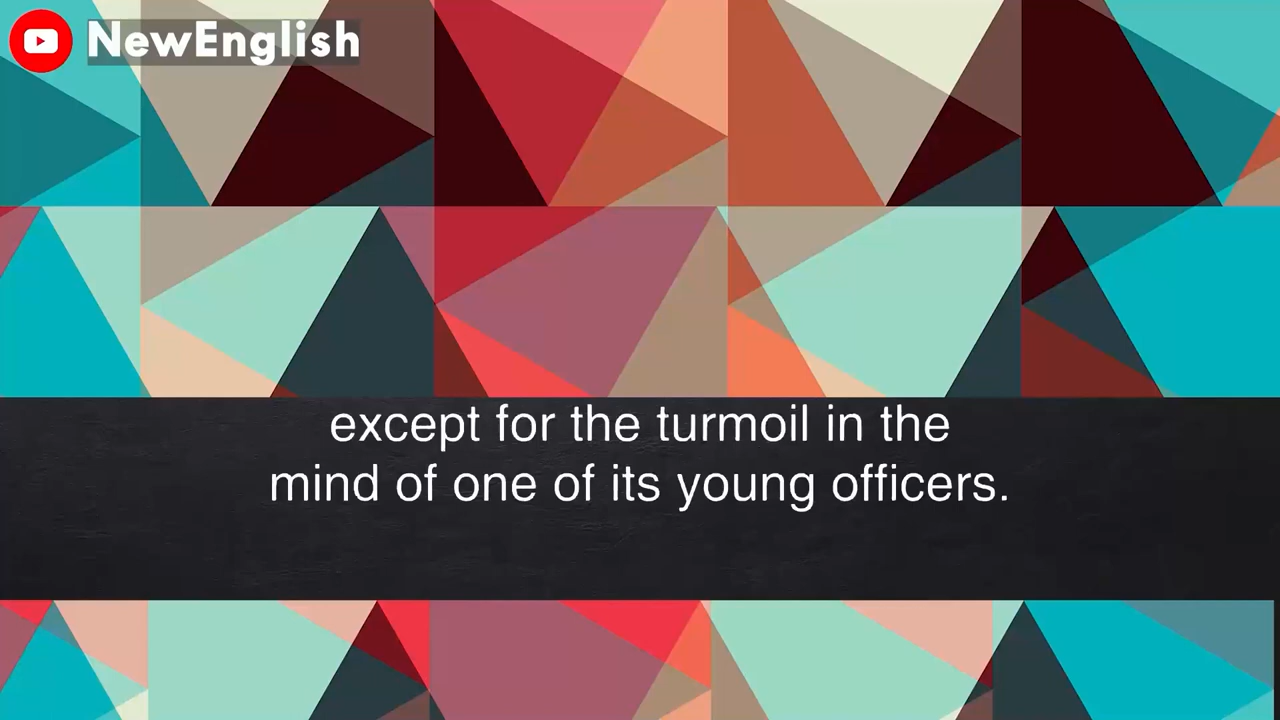 NewEnglish
except for the turmoil in the
mind of one of its young officers.